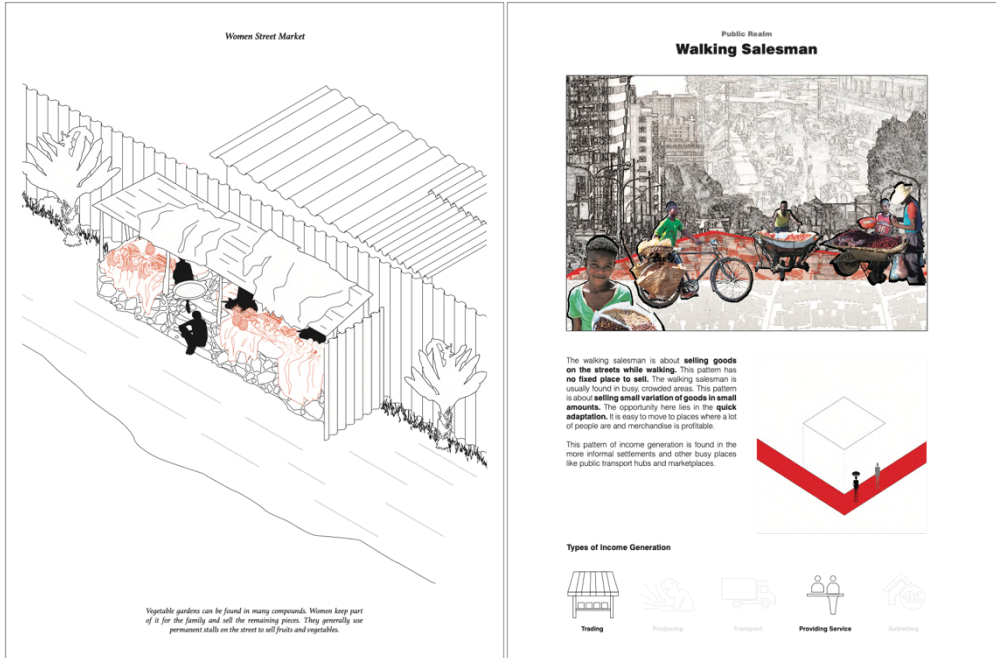 Women Street Market
Vegetable gardens can be found in many compounds. Women keep part
of it for the family and sell the remaining pieces. They generally use
permanent stalls on the street to sell fruits and vegetables.
Public Realm
Walking Salesman
The walking salesman is about selling goods
on the streets while walking. This pattern has
no fixed place to sell. The walking salesman is
usually found in busy, crowded areas. This pattern
is about selling small variation of goods in small
amounts. The opportunity here lies in the quick
adaptation. It is easy to move to places where a lot
of people are and merchandise is profitable.
This pattern of income generation is found in the
more informal settlements and other busy places
like public transport hubs and marketplaces.
Types of Income Generation
Trading
Producing
Transport
Providing Service
Subletting